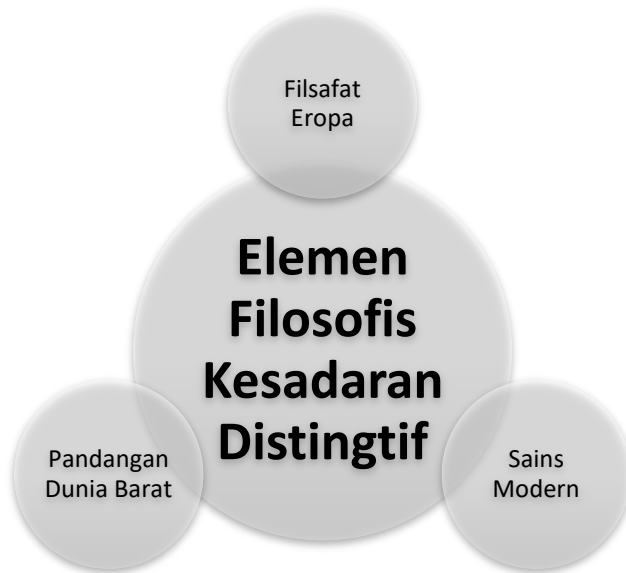 Filsafat
Eropa
Elemen
Filosofis
Kesadaran
Distingtif
Pandangan
Dunia Barat
Sains
Modern